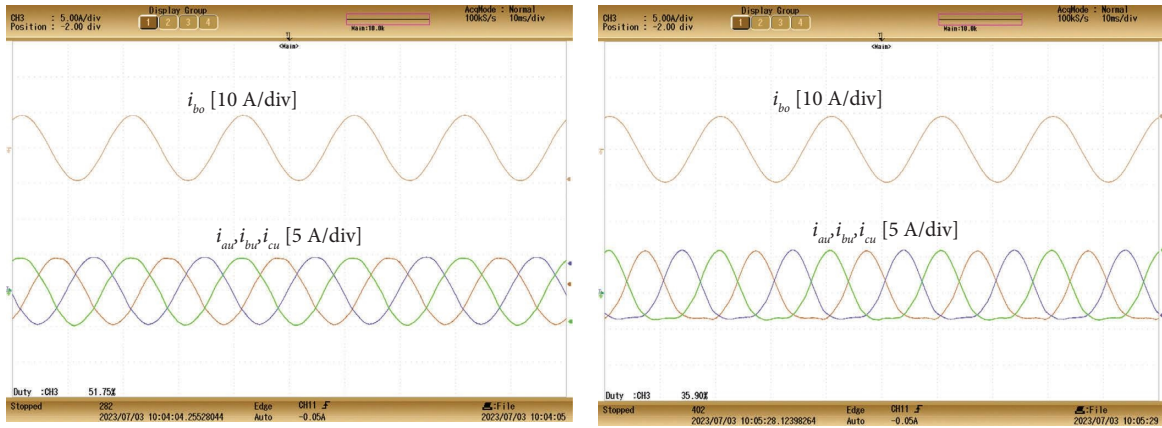 CH3 : 5.00A/div
Position : -2.00 div
Display Group
1 2 3 4
Main:10.0k
AcqMode : Normal
100kS/s 10ms/div
<Main>
i_bo [10 A/div]
i_au,i_bu,i_cu [5 A/div]
Duty :CH3 51.75%
Stopped 282 Edge CH11 File
2023/07/03 10:04:04.25528044 Auto -0.05A 2023/07/03 10:04:05
CH3 : 5.00A/div
Position : -2.00 div
Display Group
1 2 3 4
Main:10.0k
AcqMode : Normal
100kS/s 10ms/div
<Main>
i_bo [10 A/div]
i_au,i_bu,i_cu [5 A/div]
Duty :CH3 35.90%
Stopped 402 Edge CH11 File
2023/07/03 10:05:28.12398264 Auto -0.05A 2023/07/03 10:05:29